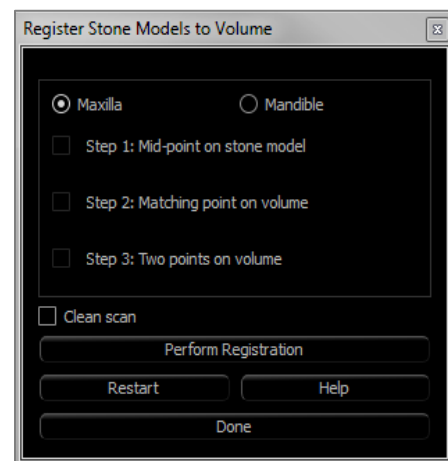 Register Stone Models to Volume
Maxilla Mandible
Step 1: Mid-point on stone model
Step 2: Matching point on volume
Step 3: Two points on volume
Clean scan
Perform Registration
Restart Help
Done